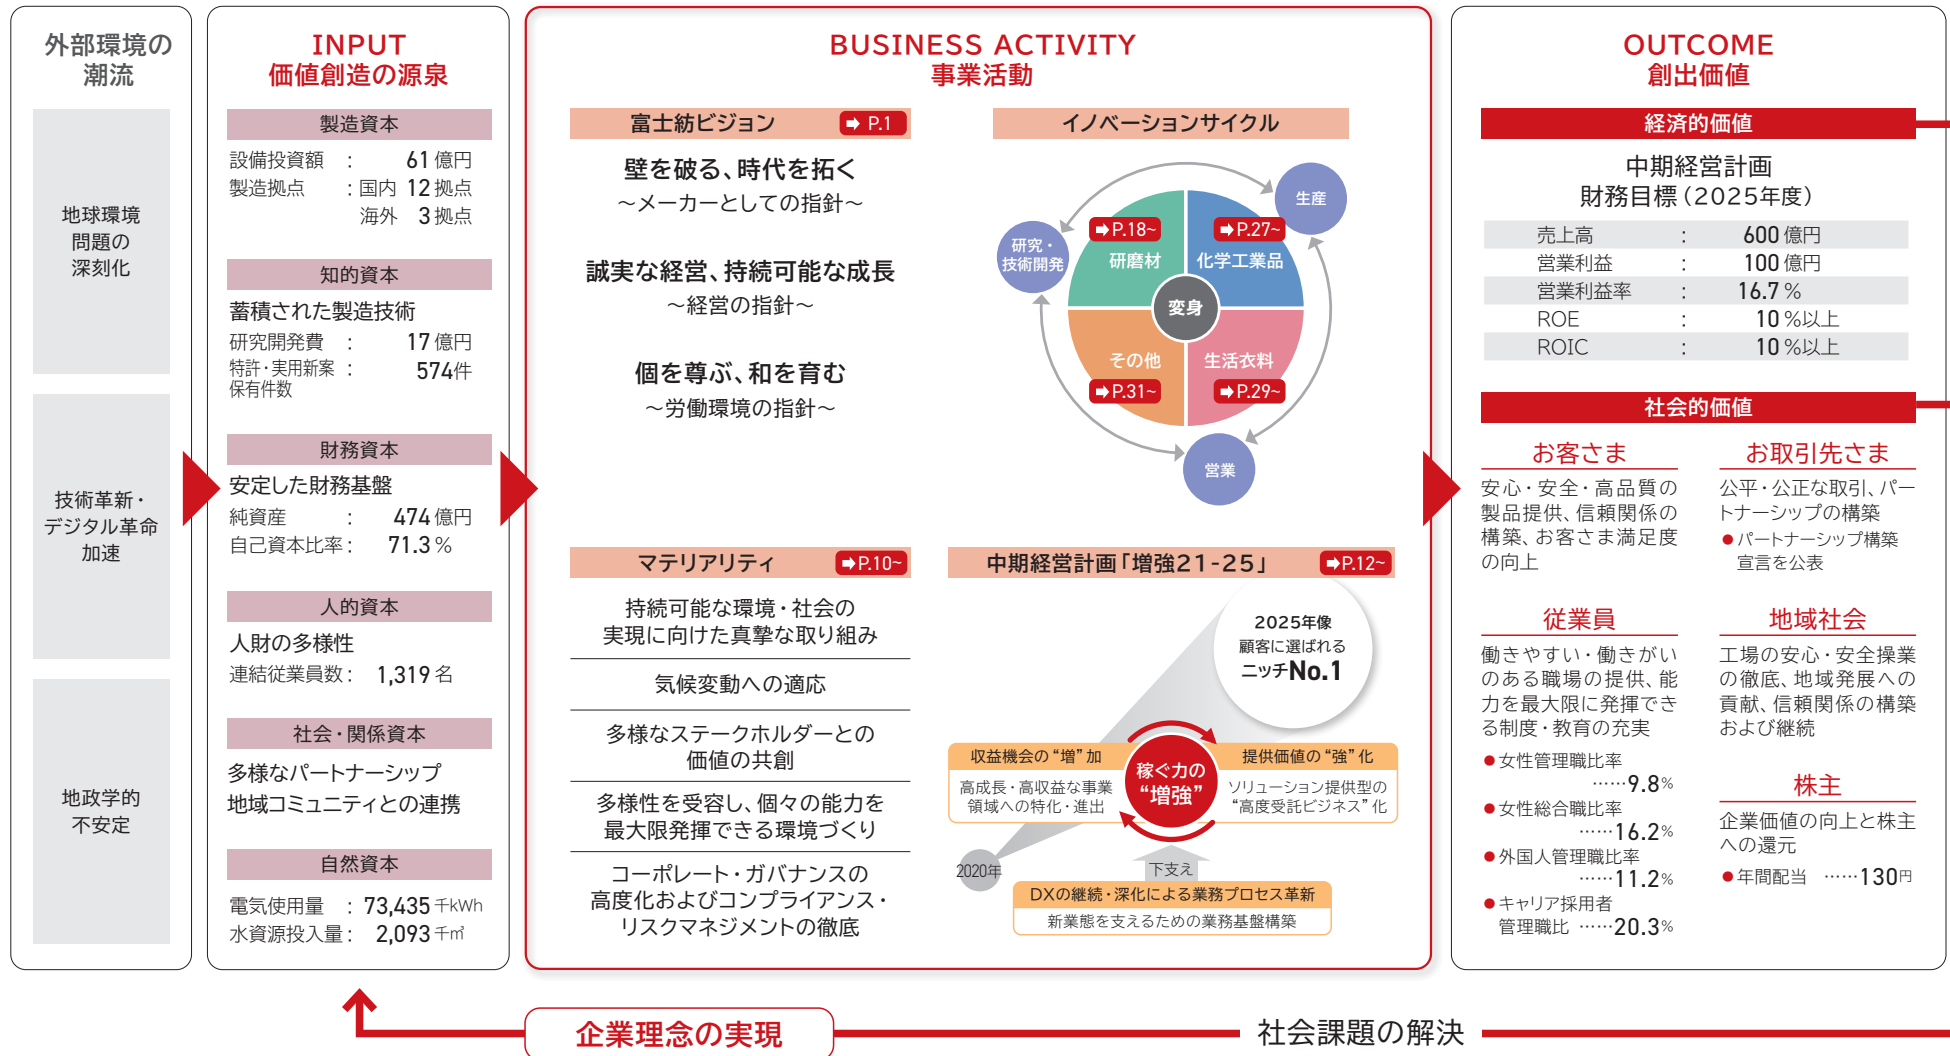 外部環境の
潮流
地球環境
問題の
深刻化
技術革新・
デジタル革命
加速
地政学的
不安定
INPUT
価値創造の源泉
製造資本
設備投資額 : 61億円
製造拠点 : 国内 12拠点
海外 3拠点
知的資本
蓄積された製造技術
研究開発費 : 17億円
特許・実用新案 : 574件
保有件数
財務資本
安定した財務基盤
純資産 : 474億円
自己資本比率 : 71.3%
人的資本
人財の多様性
連結従業員数 : 1,319名
社会・関係資本
多様なパートナーシップ
地域コミュニティとの連携
自然資本
電気使用量 : 73,435千kWh
水資源投入量 : 2,093千㎥
BUSINESS ACTIVITY
事業活動
富士紡ビジョン ➡ P.1
壁を破る、時代を拓く
～メーカーとしての指針～
誠実な経営、持続可能な成長
～経営の指針～
個を尊ぶ、和を育む
～労働環境の指針～
イノベーションサイクル
生産
研究・
技術開発
営業
➡P.18~
研磨材
➡P.27~
化学工業品
変身
その他
➡P.31~
生活衣料
➡P.29~
マテリアリティ ➡P.10~
持続可能な環境・社会の
実現に向けた真摯な取り組み
気候変動への適応
多様なステークホルダーとの
価値の共創
多様性を受容し、個々の能力を
最大限発揮できる環境づくり
コーポレート・ガバナンスの
高度化およびコンプライアンス・
リスクマネジメントの徹底
中期経営計画「増強21-25」 ➡P.12~
2025年像
顧客に選ばれる
ニッチNo.1
収益機会の“増”加
高成長・高収益な事業
領域への特化・進出
稼ぐ力の
“増強”
提供価値の“強”化
ソリューション提供型の
“高度受託ビジネス”化
2020年
下支え
DXの継続・深化による業務プロセス革新
新業態を支えるための業務基盤構築
OUTCOME
創出価値
経済的価値
中期経営計画
財務目標(2025年度)
売上高 : 600億円
営業利益 : 100億円
営業利益率 : 16.7%
ROE : 10%以上
ROIC : 10%以上
社会的価値
お客さま
安心・安全・高品質の
製品提供、信頼関係の
構築、お客さま満足度
の向上
お取引先さま
公平・公正な取引、パー
トナーシップの構築
●パートナーシップ構築
宣言を公表
従業員
働きやすい・働きがい
のある職場の提供、能
力を最大限に発揮でき
る制度・教育の充実
●女性管理職比率
……9.8%
●女性総合職比率
……16.2%
●外国人管理職比率
……11.2%
●キャリア採用者
管理職比 ……20.3%
地域社会
工場の安心・安全操業
の徹底、地域発展への
貢献、信頼関係の構築
および継続
株主
企業価値の向上と株主
への還元
●年間配当 ……130円
企業理念の実現
社会課題の解決